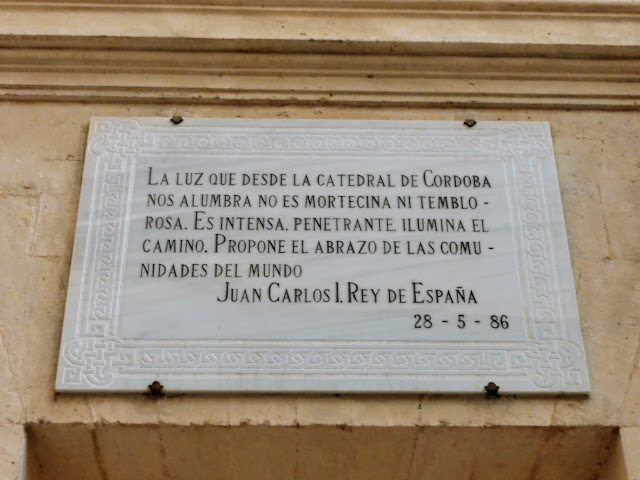 LA LUZ QUE DESDE LA CATEDRAL DE CORDOBA
NOS ALUMBRA NO ES MORTECINA NI TEMBLO-
ROSA. ES INTENSA, PENETRANTE, ILUMINA EL
CAMINO. PROPONE EL ABRAZO DE LAS COMU-
NIDADES DEL MUNDO
JUAN CARLOS I. REY DE ESPAÑA
28 - 5 - 86